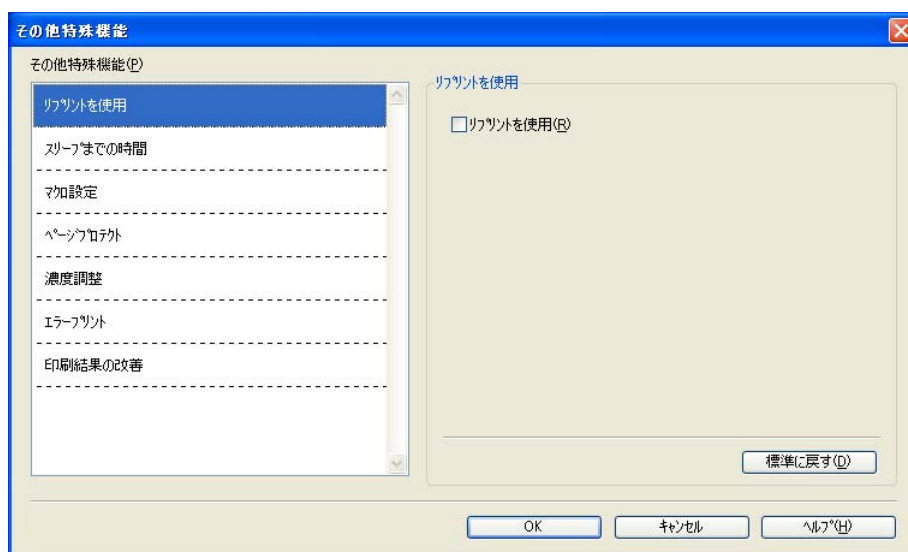 その他特殊機能
その他特殊機能(P)
リプリントを使用
スリープまでの時間
マクロ設定
ページプロテクト
濃度調整
エラープリント
印刷結果の改善
リプリントを使用
リプリントを使用(R)
標準に戻す(D)
OK
キャンセル
ヘルプ(H)